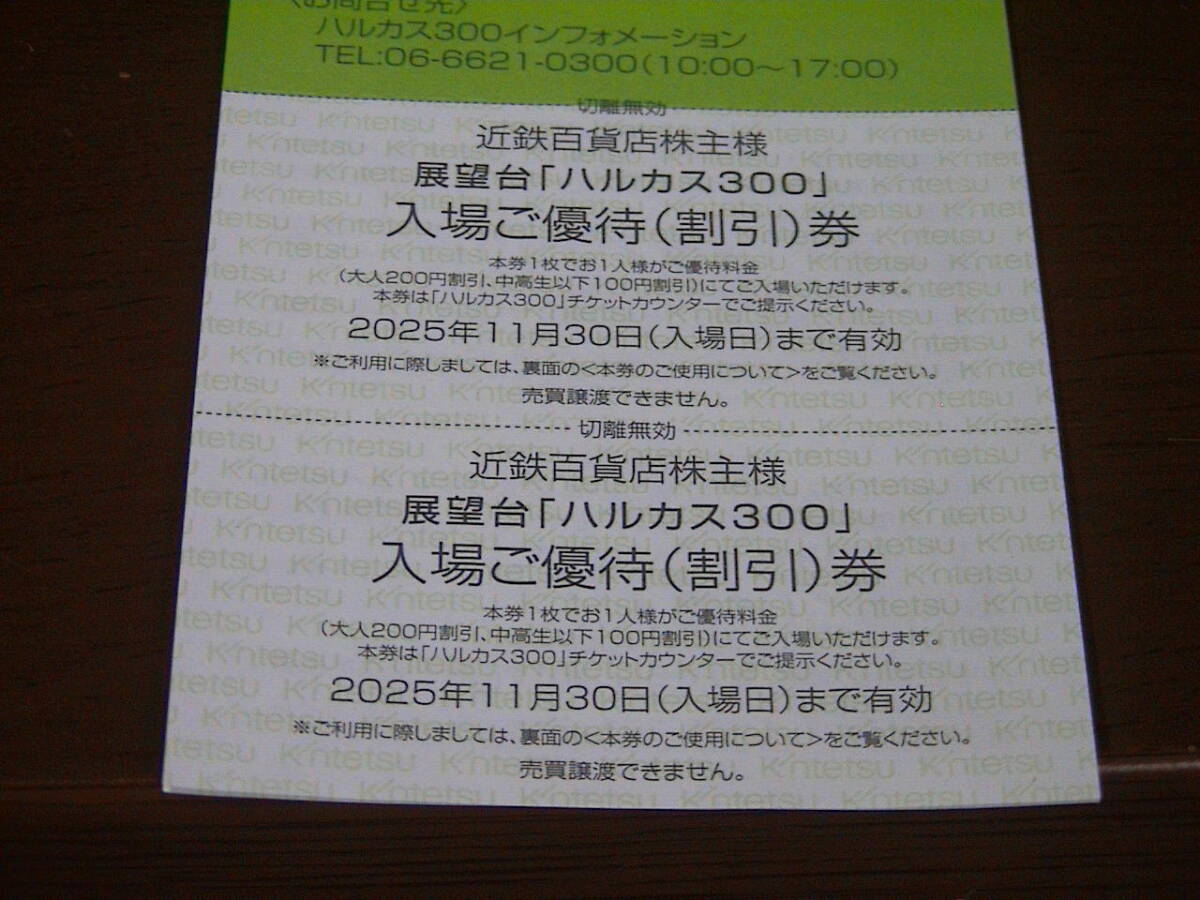 <お問合せ先>
ハルカス300インフォメーション
TEL:06-6621-0300(10:00〜17:00)
切離無効
近鉄百貨店株主様
展望台「ハルカス300」
入場ご優待(割引)券
本券1枚でお1人様がご優待料金
(大人200円割引、中高生以下100円割引)にてご入場いただけます。
本券は「ハルカス300」チケットカウンターでご提示ください。
2025年11月30日(入場日)まで有効
※ご利用に際しましては、裏面の<本券のご使用について>をご覧ください。
売買譲渡できません。
切離無効
近鉄百貨店株主様
展望台「ハルカス300」
入場ご優待(割引)券
本券1枚でお1人様がご優待料金
(大人200円割引、中高生以下100円割引)にてご入場いただけます。
本券は「ハルカス300」チケットカウンターでご提示ください。
2025年11月30日(入場日)まで有効
※ご利用に際しましては、裏面の<本券のご使用について>をご覧ください。
売買譲渡できません。